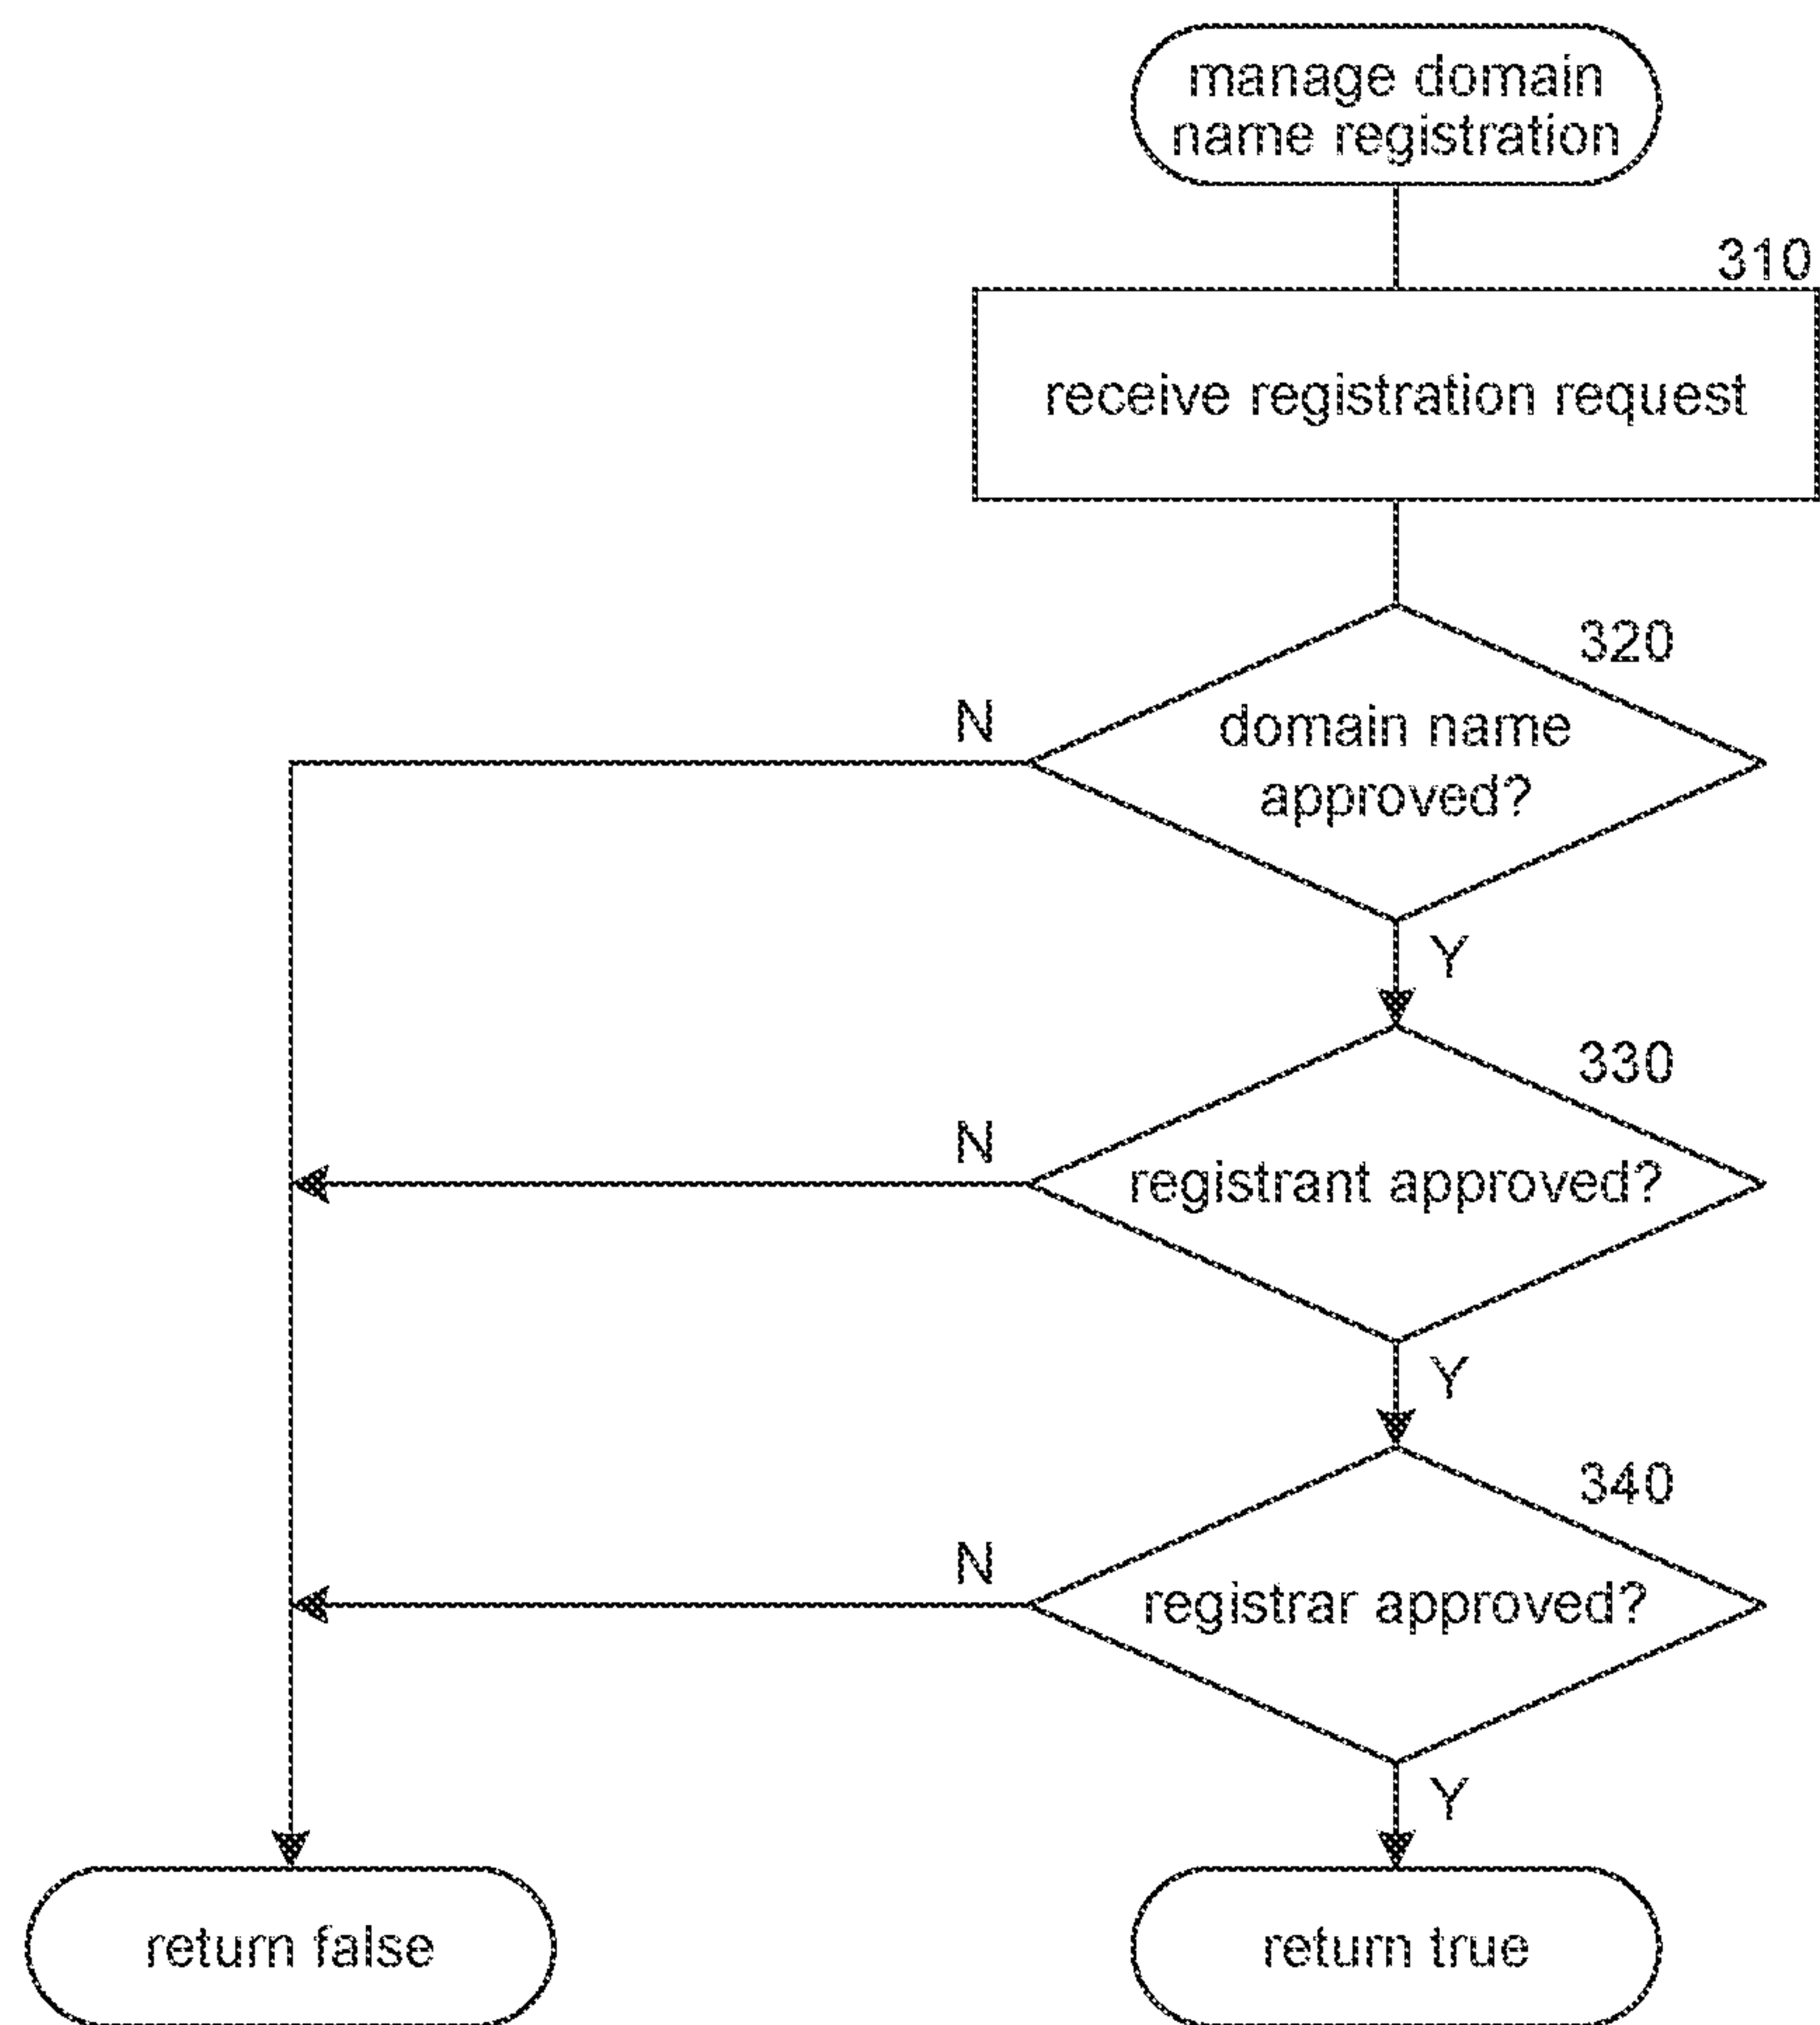 manage domain
name registration
310
receive registration request
320
domain name
approved?
N
Y
330
registrant approved?
N
Y
340
registrar approved?
N
Y
return false
return true